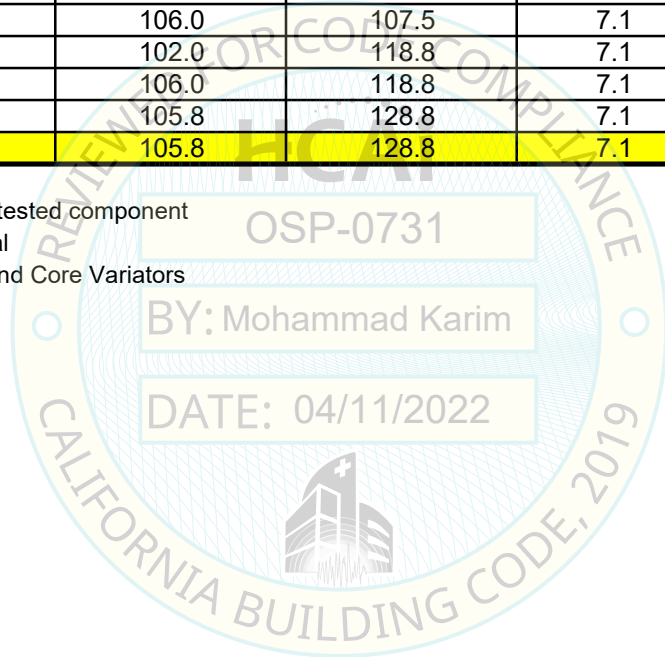 106.0 107.5 7.1
102.0 118.8 7.1
106.0 118.8 7.1
105.8 128.8 7.1
105.8 128.8 7.1
tested component
nd Core Variators
REVIEWED FOR CODE COMPLIANCE
HCAI
OSP-0731
BY: Mohammad Karim
DATE: 04/11/2022
CALIFORNIA BUILDING CODE, 2019